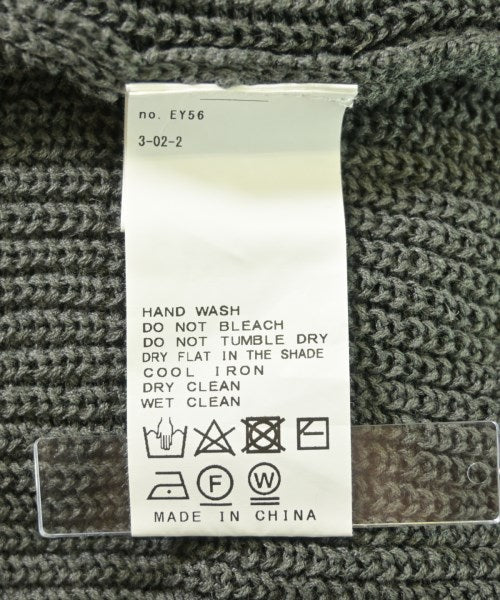 no. EY56
3-02-2
HAND WASH
DO NOT BLEACH
DO NOT TUMBLE DRY
DRY FLAT IN THE SHADE
COOL IRON
DRY CLEAN
WET CLEAN
F W
MADE IN CHINA